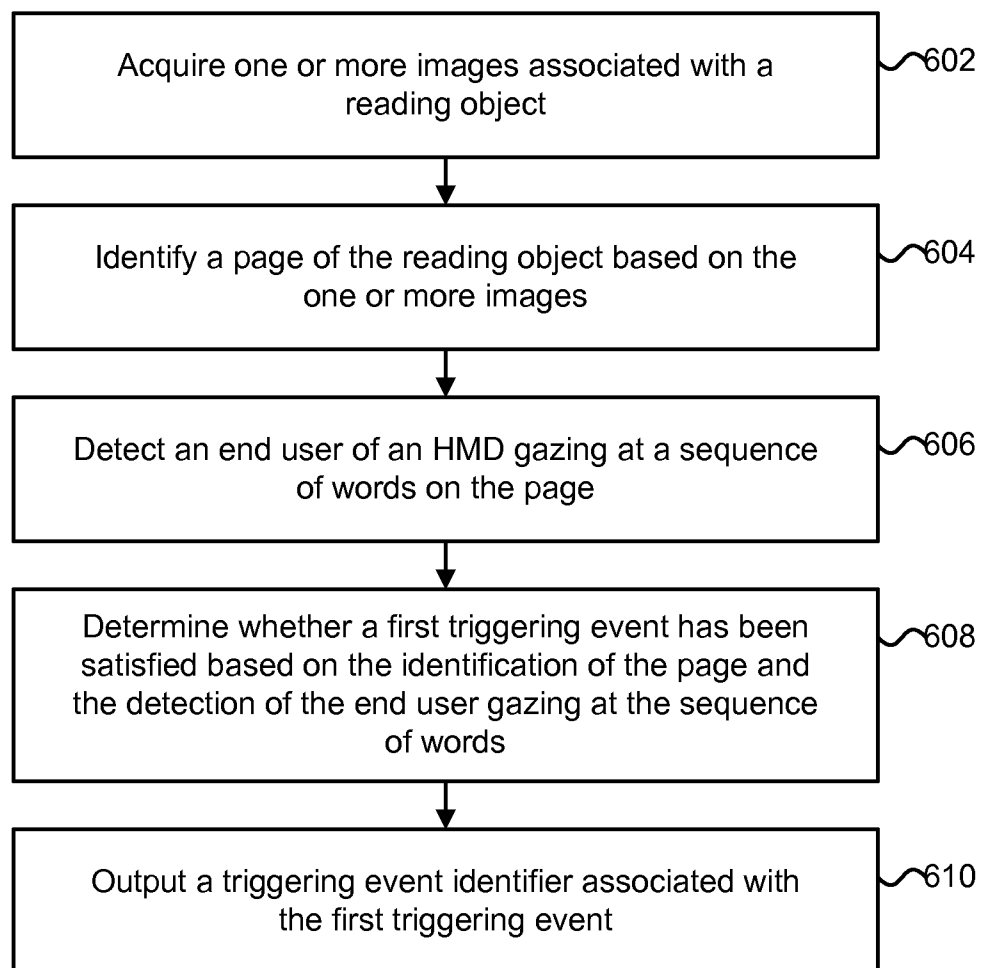 Acquire one or more images associated with a
reading object
602
Identify a page of the reading object based on the
one or more images
604
Detect an end user of an HMD gazing at a sequence
of words on the page
606
Determine whether a first triggering event has been
satisfied based on the identification of the page and
the detection of the end user gazing at the sequence
of words
608
Output a triggering event identifier associated with
the first triggering event
610